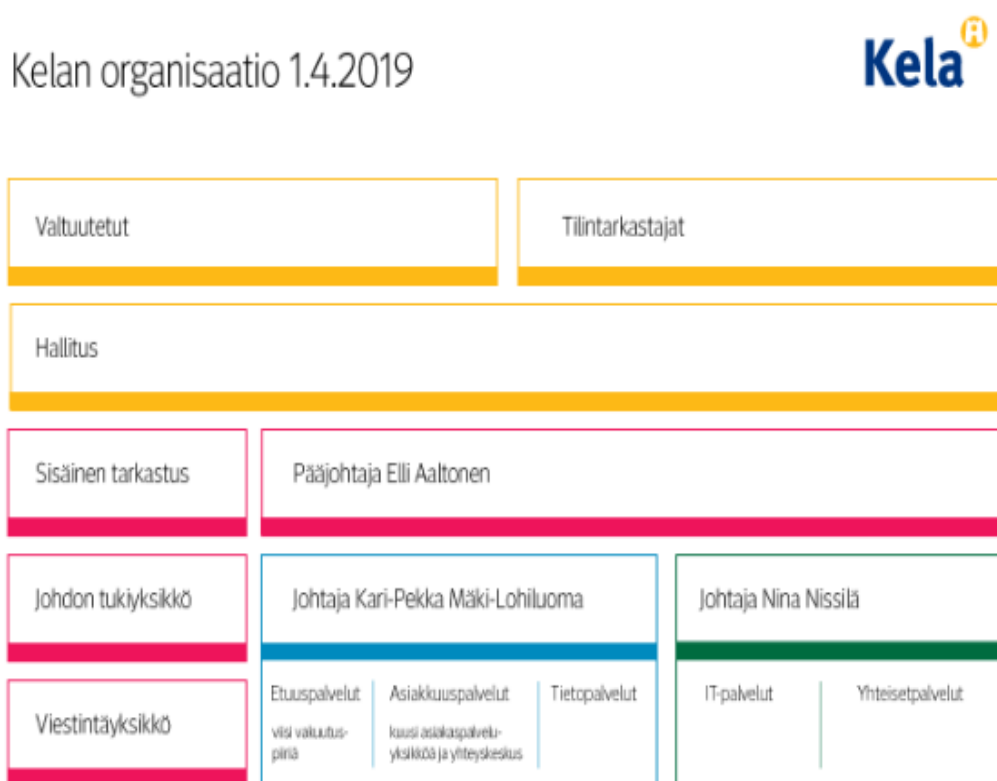 Kelan organisaatio 1.4.2019
Kela
Valtuutetut
Tilintarkastajat
Hallitus
Sisäinen tarkastus
Pääjohtaja Elli Aaltonen
Johdon tukiyksikkö
Johtaja Kari-Pekka Mäki-Lohiluoma
Johtaja Nina Nissilä
Viestintäyksikkö
Etuuspalvelut
viisi vakuutus-
piiriä
Asiakkuuspalvelut
kuusi asiakaspalvelu-
yksikköä ja yhteyskeskus
Tietopalvelut
IT-palvelut
Yhteisetpalvelut